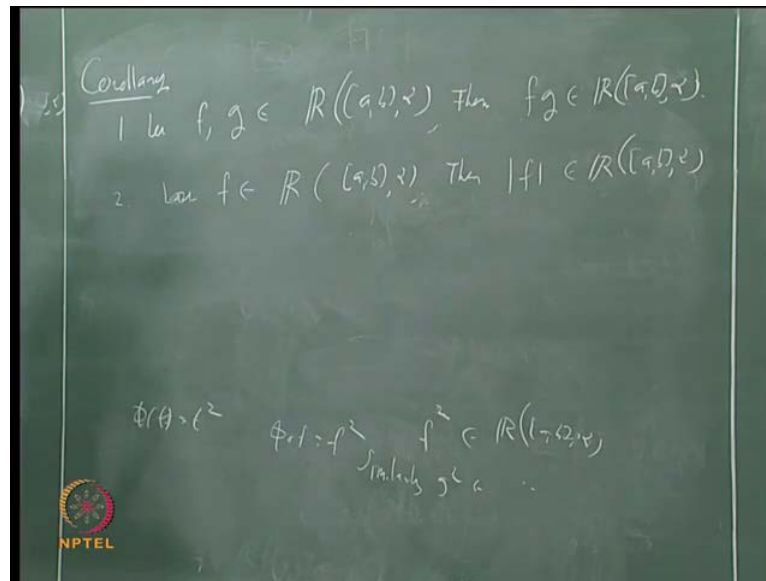 Corollary
1 Let f, g ∈ R([a,b],α), Then fg ∈ R([a,b],α).
2. Let f ∈ R([a,b],α) Then |f| ∈ R([a,b],α)
φ(t) = t² φ∘f = f² f² ∈ R([a,b],α)
Similarly g² ∈ ..
NPTEL